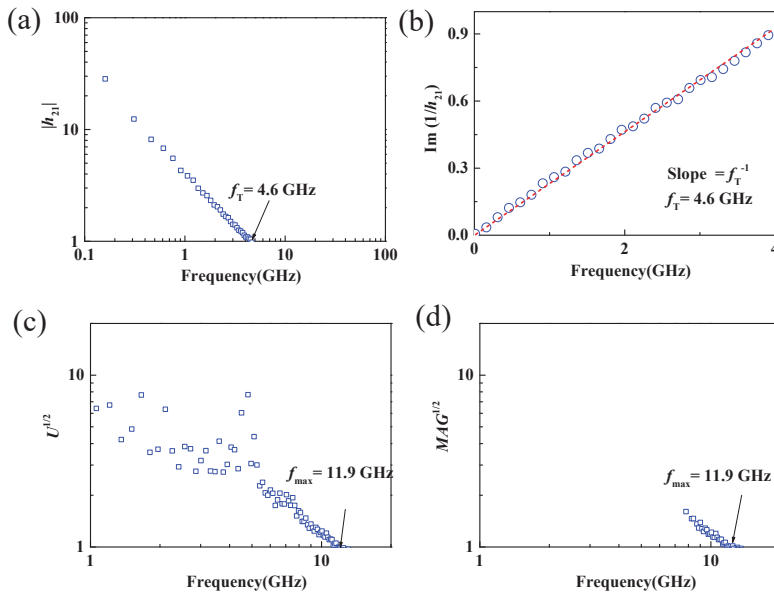 (a)
100
10
1
|h21|
fT = 4.6 GHz
0.1 1 10 100
Frequency(GHz)
(b)
1.0
0.9
0.6
0.3
0.0
Im (1/h21)
Slope = fT-1
fT = 4.6 GHz
0 2 4
Frequency(GHz)
(c)
10
1
U1/2
fmax = 11.9 GHz
1 10
Frequency(GHz)
(d)
10
1
MAG1/2
fmax = 11.9 GHz
1 10
Frequency(GHz)